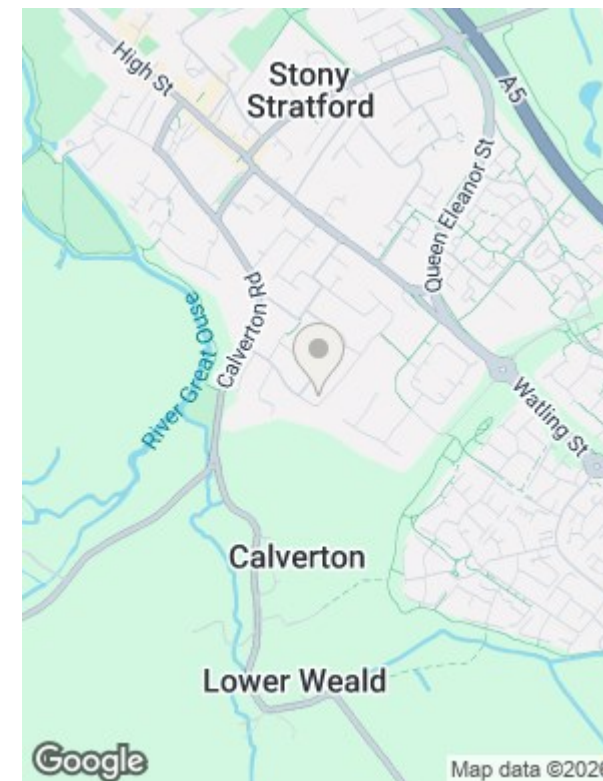 High St
Stony
Stratford
A5
Queen Eleanor St
Calverton Rd
River Great Ouse
Watling St
Calverton
Lower Weald
Google
Map data ©2026